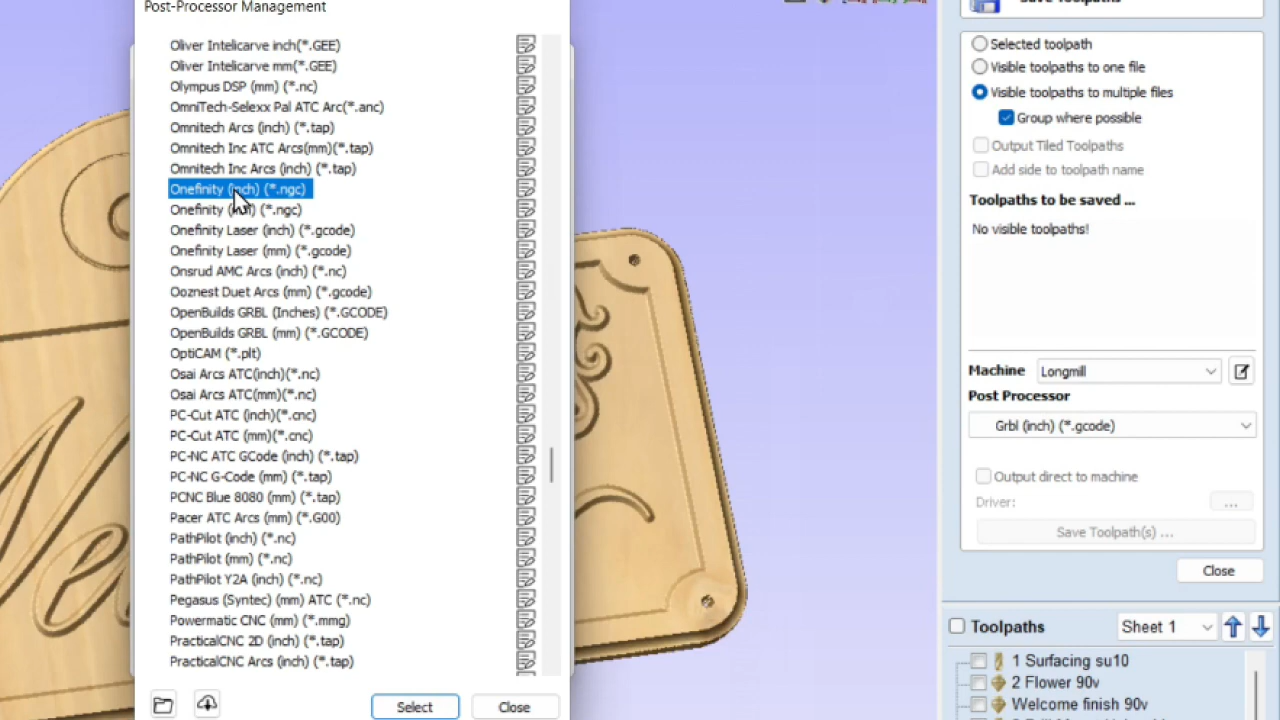 Post-Processor Management
Oliver Intelicarve inch(*.GEE)
Oliver Intelicarve mm(*.GEE)
Olympus DSP (mm) (*.nc)
OmniTech-Selexx Pal ATC Arc(*.anc)
Omnitech Arcs (inch) (*.tap)
Omnitech Inc ATC Arcs(mm)(*.tap)
Omnitech Inc Arcs (inch) (*.tap)
Onefinity (inch) (*.ngc)
Onefinity (*.ngc)
Onefinity Laser (inch) (*.gcode)
Onefinity Laser (mm) (*.gcode)
Onsrud AMC Arcs (inch) (*.nc)
Ooznest Duet Arcs (mm) (*.gcode)
OpenBuilds GRBL (Inches) (*.GCODE)
OpenBuilds GRBL (mm) (*.GCODE)
OptiCAM (*.plt)
Osai Arcs ATC(inch)(*.nc)
Osai Arcs ATC(mm)(*.nc)
PC-Cut ATC (inch)(*.cnc)
PC-Cut ATC (mm)(*.cnc)
PC-NC ATC GCode (inch) (*.tap)
PC-NC G-Code (mm) (*.tap)
PCNC Blue 8080 (mm) (*.tap)
Pacer ATC Arcs (mm) (*.G00)
PathPilot (inch) (*.nc)
PathPilot (mm) (*.nc)
PathPilot Y2A (inch) (*.nc)
Pegasus (Syntec) (mm) ATC (*.nc)
Powermatic CNC (mm) (*.mmg)
PracticalCNC 2D (inch) (*.tap)
PracticalCNC Arcs (inch) (*.tap)
Select
Close
Save Toolpaths
Selected toolpath
Visible toolpaths to one file
Visible toolpaths to multiple files
Group where possible
Output Tiled Toolpaths
Add side to toolpath name
Toolpaths to be saved ...
No visible toolpaths!
Machine Longmill
Post Processor
Grbl (inch) (*.gcode)
Output direct to machine
Driver: ...
Save Toolpath(s) ...
Close
Toolpaths Sheet 1
1 Surfacing su10
2 Flower 90v
Welcome finish 90v